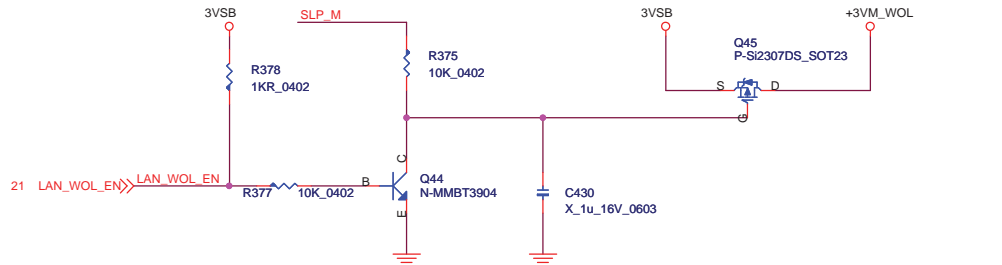 3VSB
SLP_M
3VSB
+3VM_WOL
R378
1KR_0402
R375
10K_0402
Q45
P-Si2307DS_SOT23
S
D
G
21 LAN_WOL_EN
LAN_WOL_EN
R377
10K_0402
B
C
E
Q44
N-MMBT3904
C430
X_1u_16V_0603